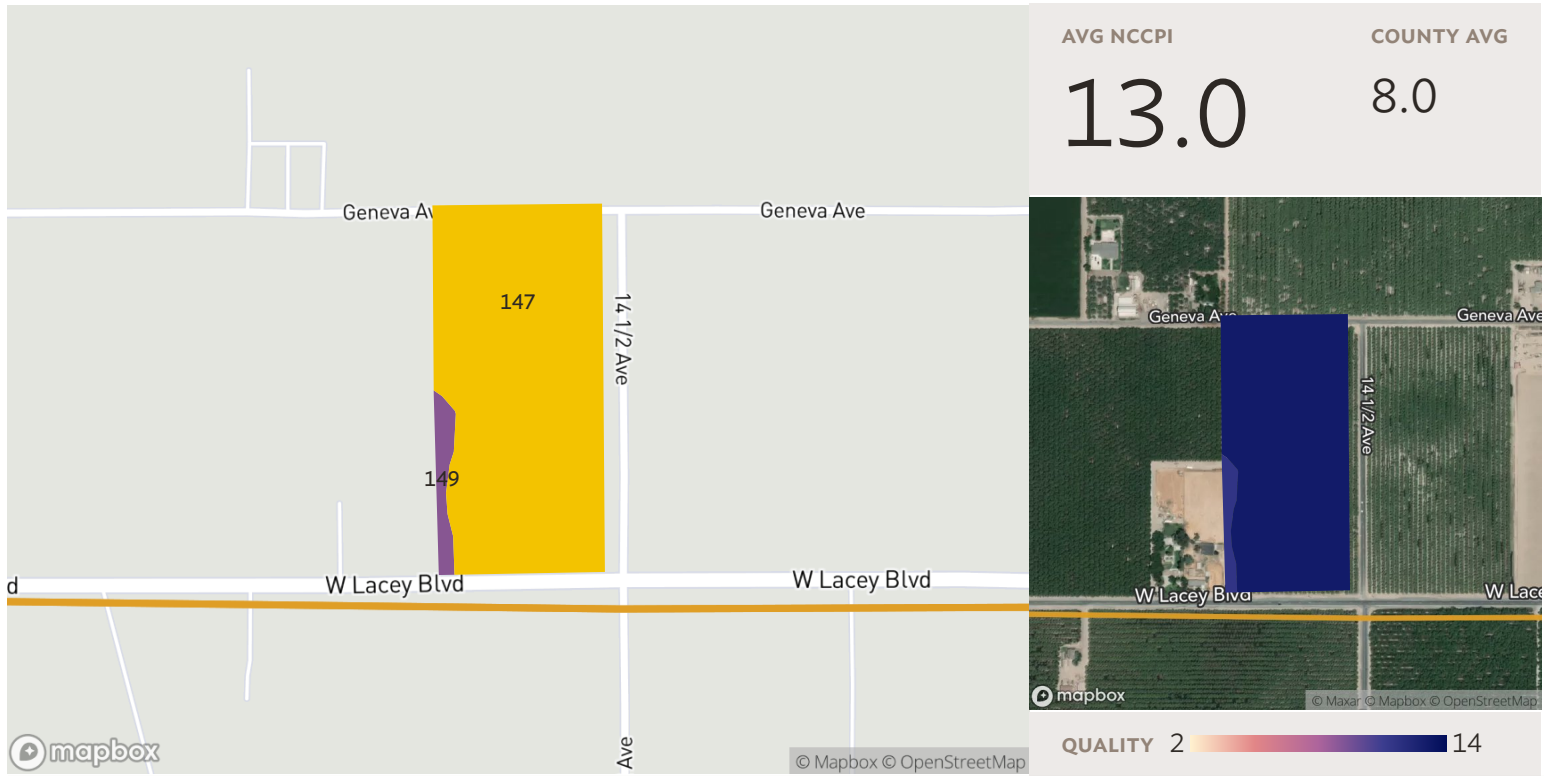 Geneva Av
Geneva Ave
147
14 1/2 Ave
149
d
W Lacey Blvd
W Lacey Blvd
Ave
mapbox
© Mapbox © OpenStreetMap
AVG NCCPI
COUNTY AVG
13.0
8.0
Geneva Ave
Geneva Ave
14 1/2 Ave
W Lacey Blvd
W Lace
mapbox
© Maxar © Mapbox © OpenStreetMap
QUALITY 2 14